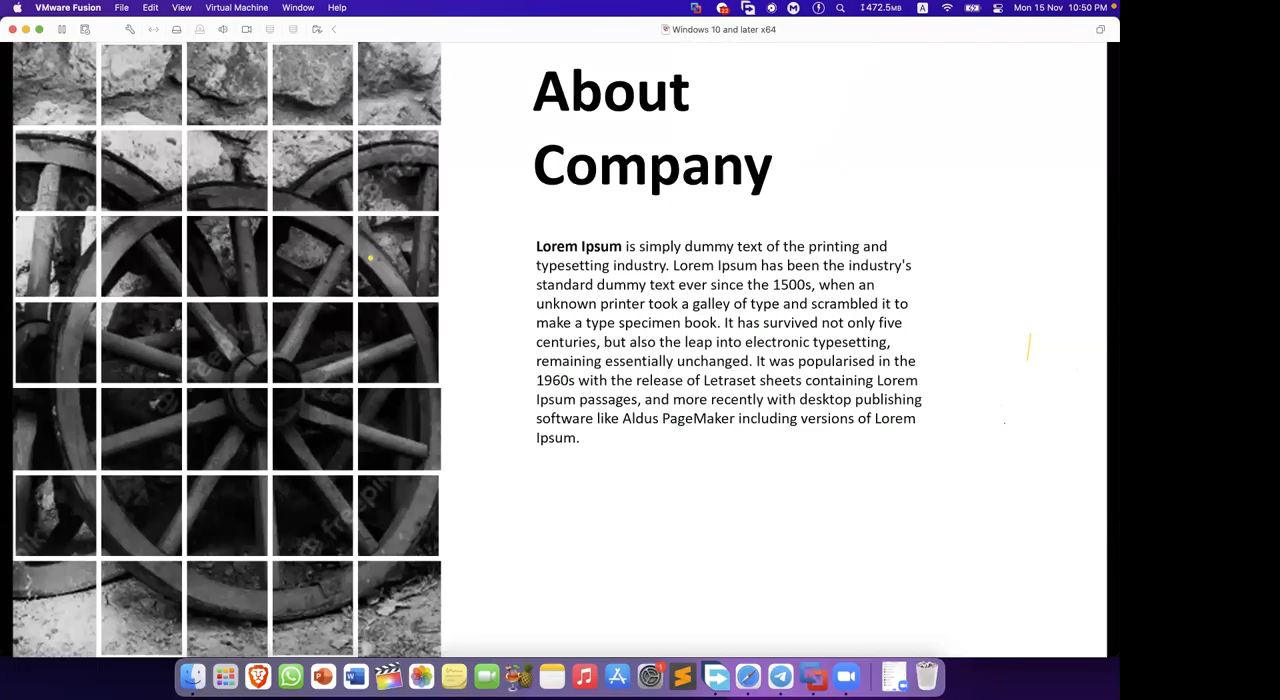 VMware Fusion File Edit View Virtual Machine Window Help
472.5MB A Mon 15 Nov 10:50 PM
Windows 10 and later x64
About
Company
Lorem Ipsum is simply dummy text of the printing and
typesetting industry. Lorem Ipsum has been the industry's
standard dummy text ever since the 1500s, when an
unknown printer took a galley of type and scrambled it to
make a type specimen book. It has survived not only five
centuries, but also the leap into electronic typesetting,
remaining essentially unchanged. It was popularised in the
1960s with the release of Letraset sheets containing Lorem
Ipsum passages, and more recently with desktop publishing
software like Aldus PageMaker including versions of Lorem
Ipsum.